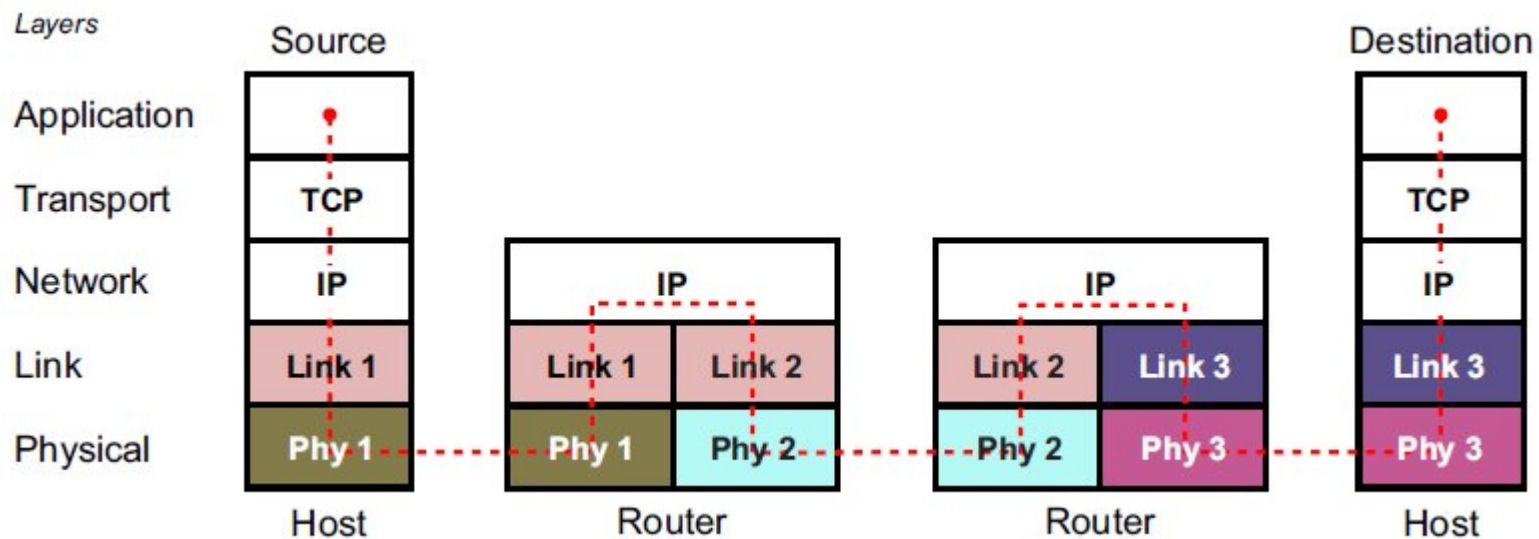 Layers
Source
Destination
Application
Transport
TCP
TCP
Network
IP
IP
IP
IP
Link
Link 1
Link 1
Link 2
Link 2
Link 3
Link 3
Physical
Phy 1
Phy 1
Phy 2
Phy 2
Phy 3
Phy 3
Host
Router
Router
Host